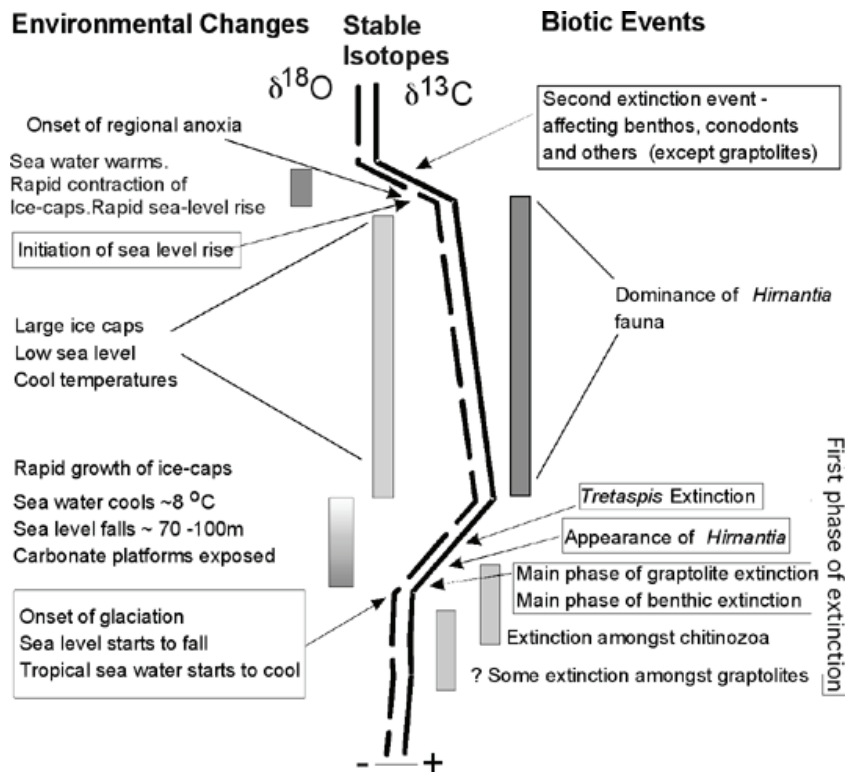 Environmental Changes
Stable
Isotopes
Biotic Events
δ18O
δ13C
Onset of regional anoxia
Sea water warms.
Rapid contraction of
Ice-caps.Rapid sea-level rise
Initiation of sea level rise
Large ice caps
Low sea level
Cool temperatures
Rapid growth of ice-caps
Sea water cools ~8 °C
Sea level falls ~ 70 -100m
Carbonate platforms exposed
Onset of glaciation
Sea level starts to fall
Tropical sea water starts to cool
Second extinction event -
affecting benthos, conodonts
and others (except graptolites)
Dominance of Hirnantia
fauna
Tretaspis Extinction
Appearance of Hirnantia
Main phase of graptolite extinction
Main phase of benthic extinction
Extinction amongst chitinozoa
? Some extinction amongst graptolites
First phase of extinction
- +